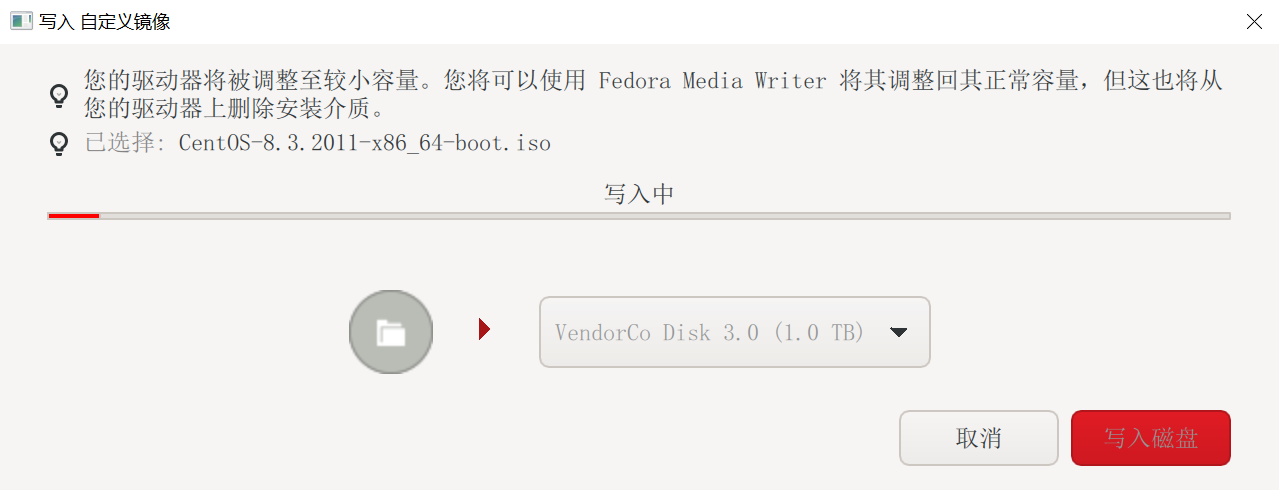 写入 自定义镜像
您的驱动器将被调整至较小容量。您将可以使用 Fedora Media Writer 将其调整回其正常容量，但这也将从
您的驱动器上删除安装介质。
已选择: CentOS-8.3.2011-x86_64-boot.iso
写入中
VendorCo Disk 3.0 (1.0 TB)
取消
写入磁盘